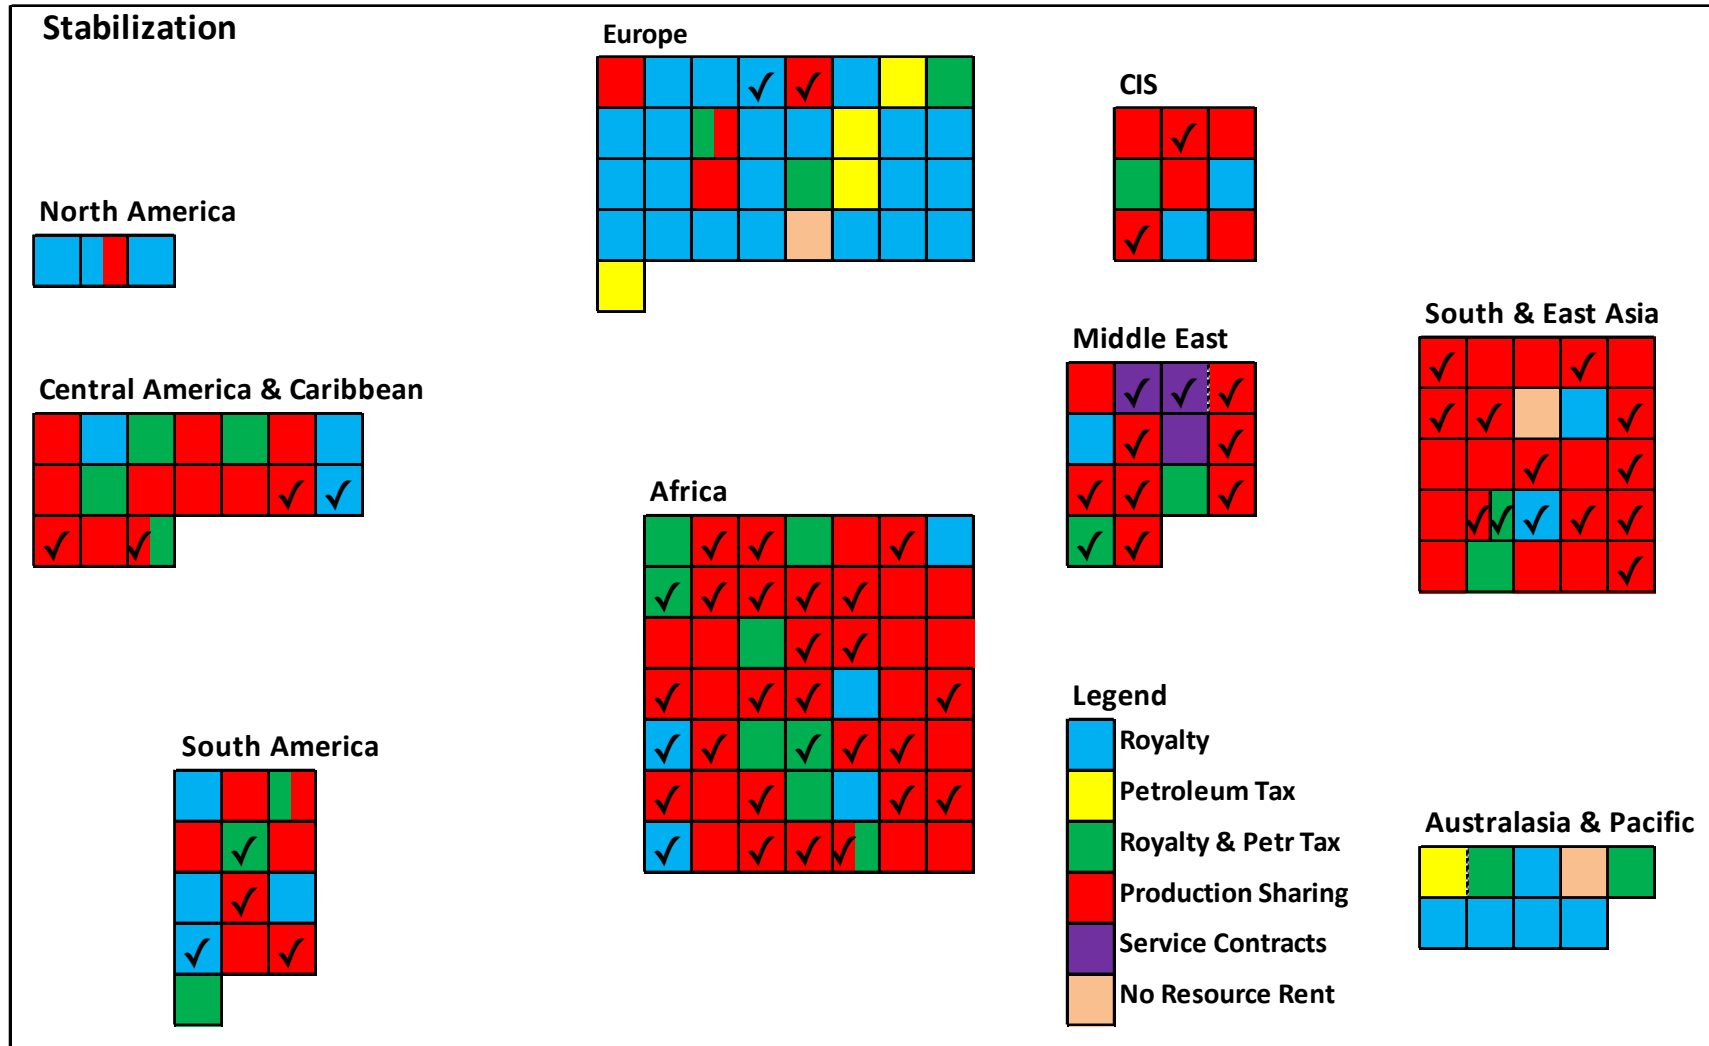 Stabilization
Europe
CIS
North America
South & East Asia
Middle East
Central America & Caribbean
Africa
Legend
Royalty
South America
Petroleum Tax
Royalty & Petr Tax
Australasia & Pacific
Production Sharing
Service Contracts
No Resource Rent